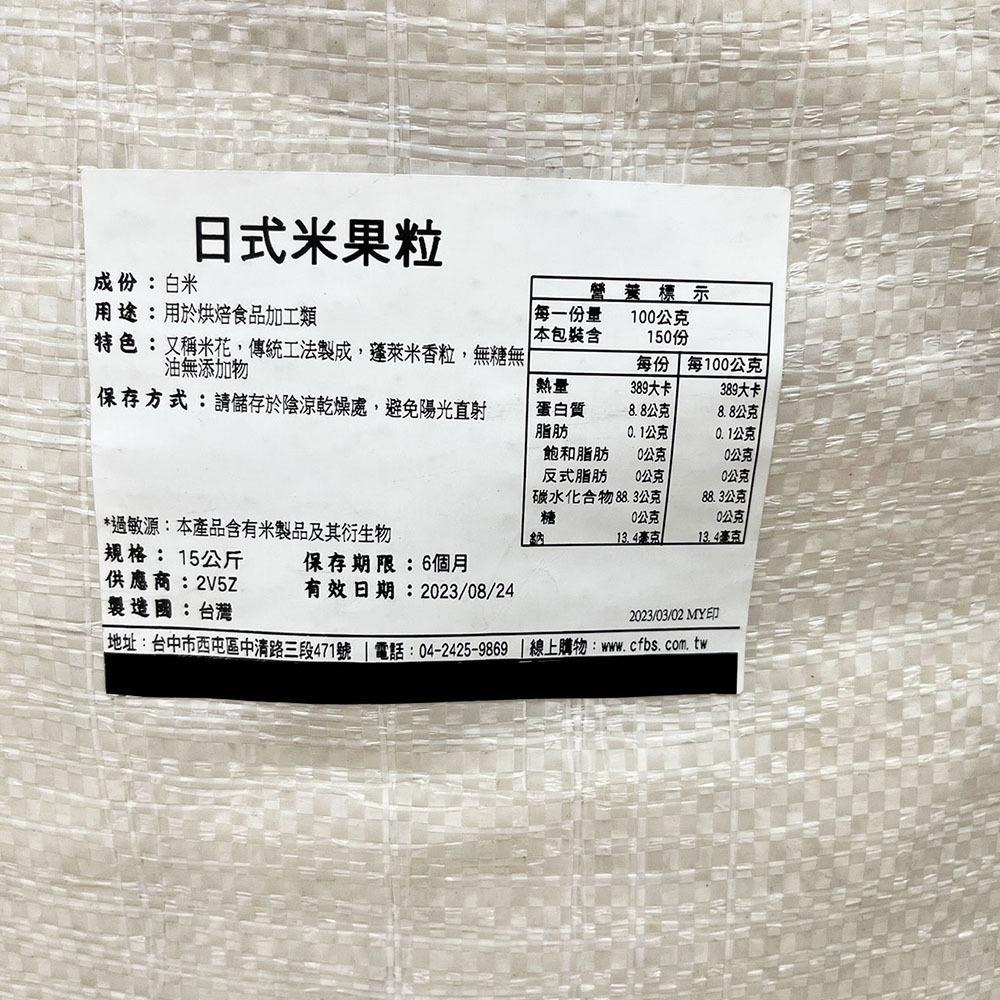 日式米果粒
成份：白米
用途：用於烘焙食品加工類
特色：又稱米花，傳統工法製成，蓬萊米香粒，無糖無
油無添加物
保存方式：請儲存於陰涼乾燥處，避免陽光直射
營養標示
每一份量 100公克
本包裝含 150份
每份 每100公克
熱量 389大卡 389大卡
蛋白質 8.8公克 8.8公克
脂肪 0.1公克 0.1公克
飽和脂肪 0公克 0公克
反式脂肪 0公克 0公克
碳水化合物 88.3公克 88.3公克
糖 0公克 0公克
鈉 13.4毫克 13.4毫克
*過敏源：本產品含有米製品及其衍生物
規格：15公斤 保存期限：6個月
供應商：2V5Z 有效日期：2023/08/24
製造國：台灣
2023/03/02 MY印
地址：台中市西屯區中清路三段471號 | 電話：04-2425-9869 | 線上購物：www.cfbs.com.tw